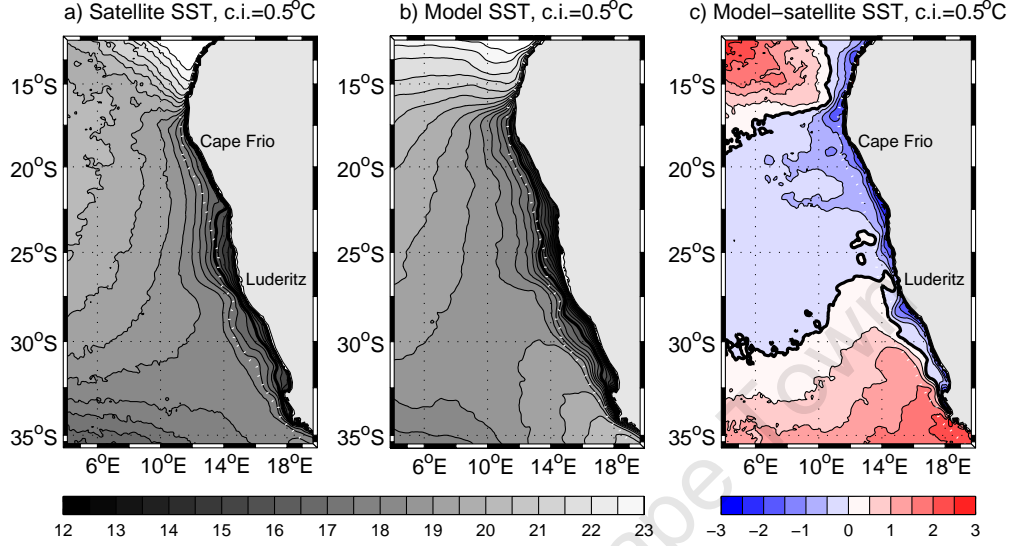 a) Satellite SST, c.i.=0.5°C
b) Model SST, c.i.=0.5°C
c) Model−satellite SST, c.i.=0.5°C
15°S
20°S
25°S
30°S
35°S
Cape Frio
Luderitz
6°E 10°E 14°E 18°E
15°S
20°S
25°S
30°S
35°S
6°E 10°E 14°E 18°E
15°S
20°S
25°S
30°S
35°S
Cape Frio
Luderitz
6°E 10°E 14°E 18°E
12 13 14 15 16 17 18 19 20 21 22 23
−3 −2 −1 0 1 2 3
Cape Town